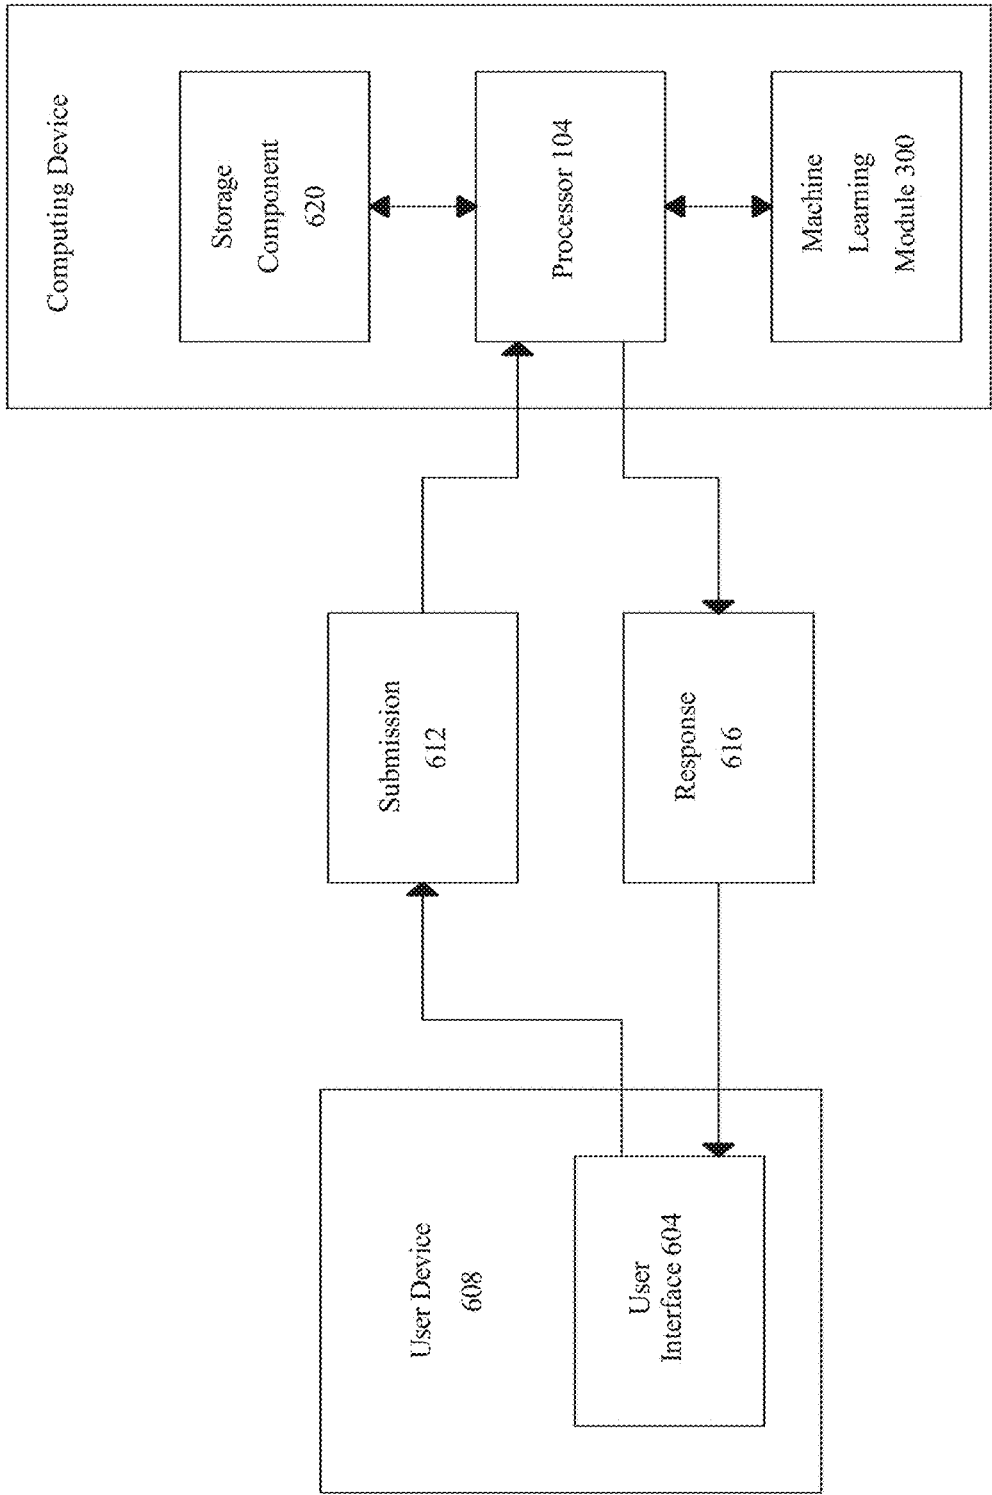 User Device
608
User
Interface 604
Submission
612
Response
616
Computing Device
Storage
Component
620
Processor 104
Machine
Learning
Module 300